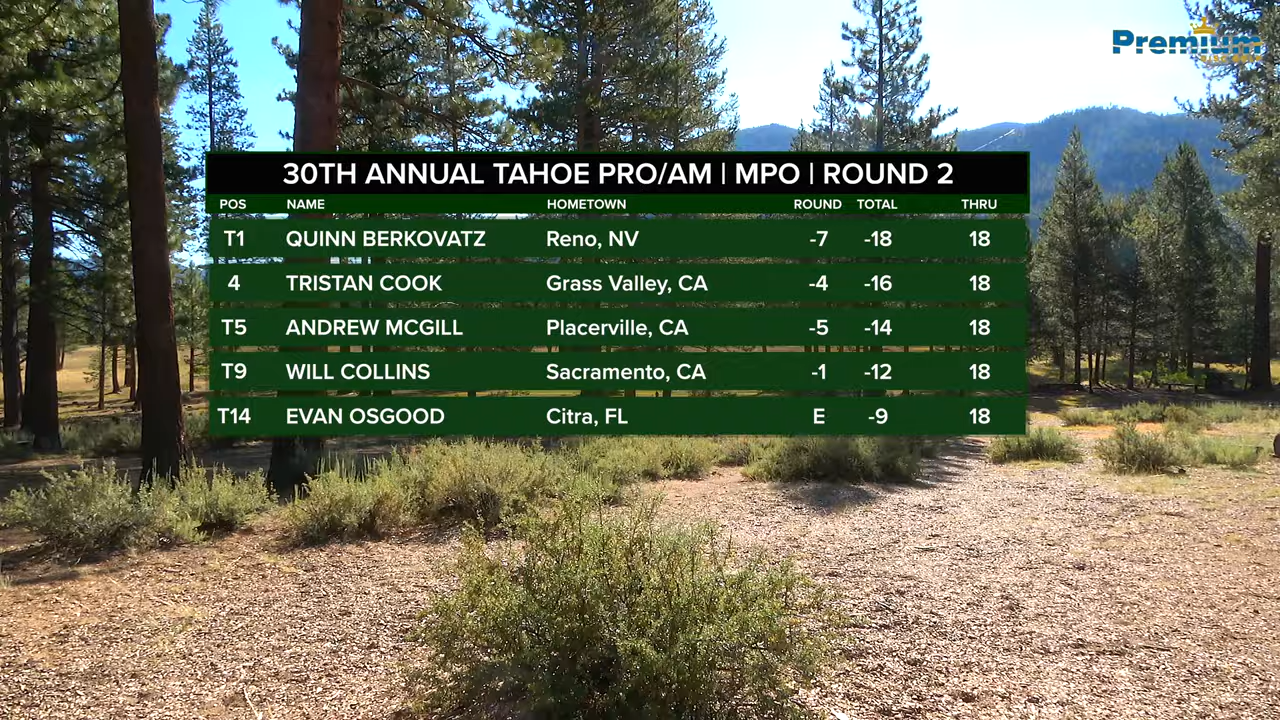 Premium
DISC GOLF
30TH ANNUAL TAHOE PRO/AM | MPO | ROUND 2
POS NAME HOMETOWN ROUND TOTAL THRU
T1 QUINN BERKOVATZ Reno, NV -7 -18 18
4 TRISTAN COOK Grass Valley, CA -4 -16 18
T5 ANDREW MCGILL Placerville, CA -5 -14 18
T9 WILL COLLINS Sacramento, CA -1 -12 18
T14 EVAN OSGOOD Citra, FL E -9 18